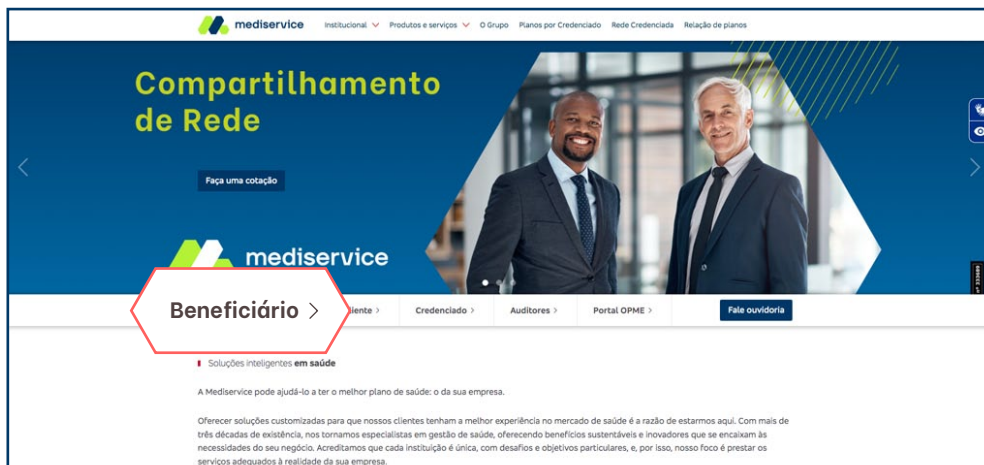 mediservice
Institucional
Produtos e serviços
O Grupo
Planos por Credenciado
Rede Credenciada
Relação de planos
Compartilhamento
de Rede
Faça uma cotação
mediservice
Beneficiário >
Credenciado >
Auditores >
Portal OPME >
Fale ouvidoria
Soluções inteligentes em saúde
A Mediservice pode ajudá-lo a ter o melhor plano de saúde: o da sua empresa.
Oferecer soluções customizadas para que nossos clientes tenham a melhor experiência no mercado de saúde é a razão de estarmos aqui. Com mais de
três décadas de existência, nos tornamos especialistas em gestão de saúde, oferecendo benefícios sustentáveis e inovadores que se encaixam às
necessidades do seu negócio. Acreditamos que cada instituição é única, com desafios e objetivos particulares, e, por isso, nosso foco é prestar os
serviços adequados à realidade da sua empresa.